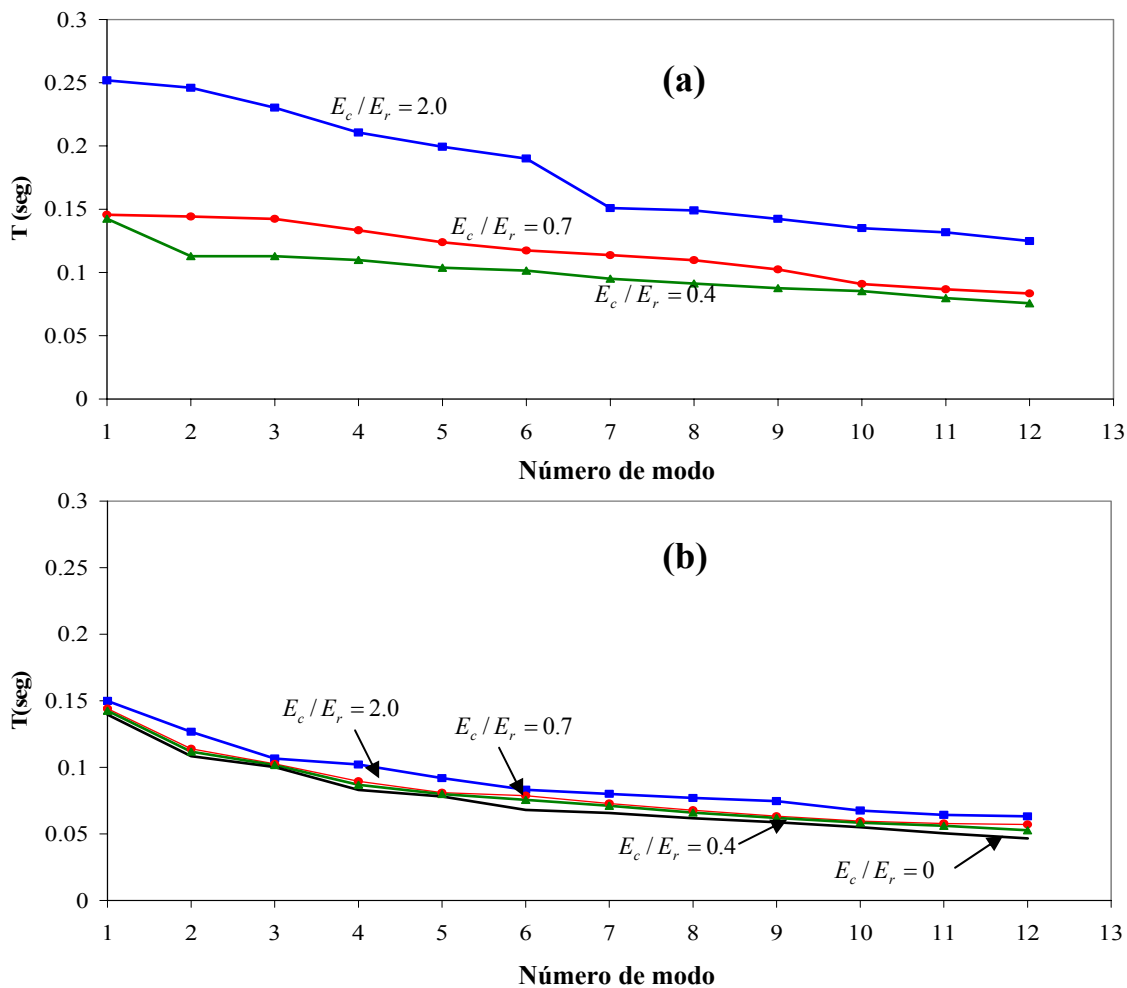 0.3
(a)
0.25
E_c / E_r = 2.0
0.2
T (seg)
0.15
E_c / E_r = 0.7
0.1
E_c / E_r = 0.4
0.05
0
1 2 3 4 5 6 7 8 9 10 11 12 13
Número de modo
0.3
(b)
0.25
0.2
T(seg)
0.15
E_c / E_r = 2.0
E_c / E_r = 0.7
0.1
0.05
E_c / E_r = 0.4
E_c / E_r = 0
0
1 2 3 4 5 6 7 8 9 10 11 12 13
Número de modo